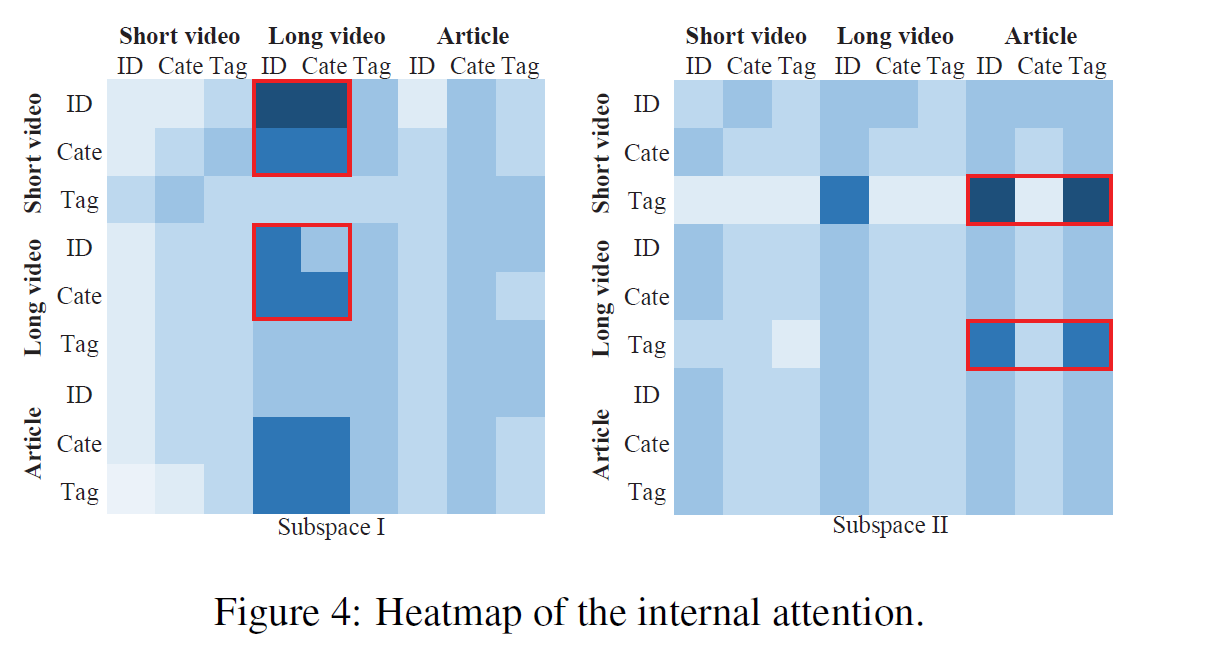 Short video Long video Article
ID Cate Tag ID Cate Tag ID Cate Tag
Short video
ID
Cate
Tag
Long video
ID
Cate
Tag
Article
ID
Cate
Tag
Subspace I
Short video Long video Article
ID Cate Tag ID Cate Tag ID Cate Tag
Short video
ID
Cate
Tag
Long video
ID
Cate
Tag
Article
ID
Cate
Tag
Subspace II
Figure 4: Heatmap of the internal attention.